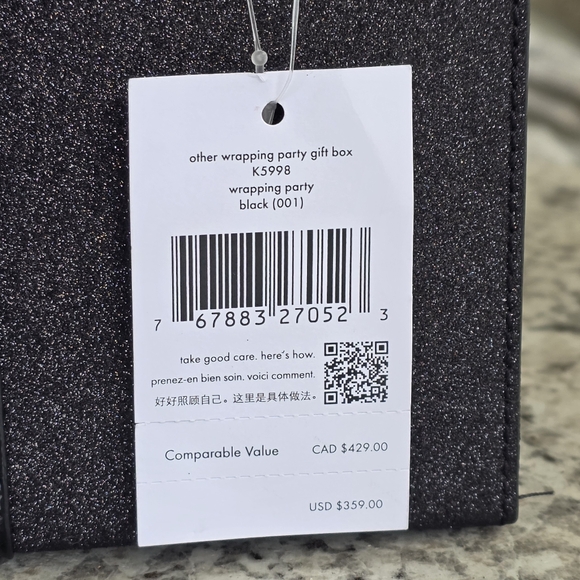 other wrapping party gift box
K5998
wrapping party
black (001)
7 67883 27052 3
take good care. here's how.
prenez-en bien soin. voici comment.
好好照顾自己。这里是具体做法。
Comparable Value CAD $429.00
USD $359.00